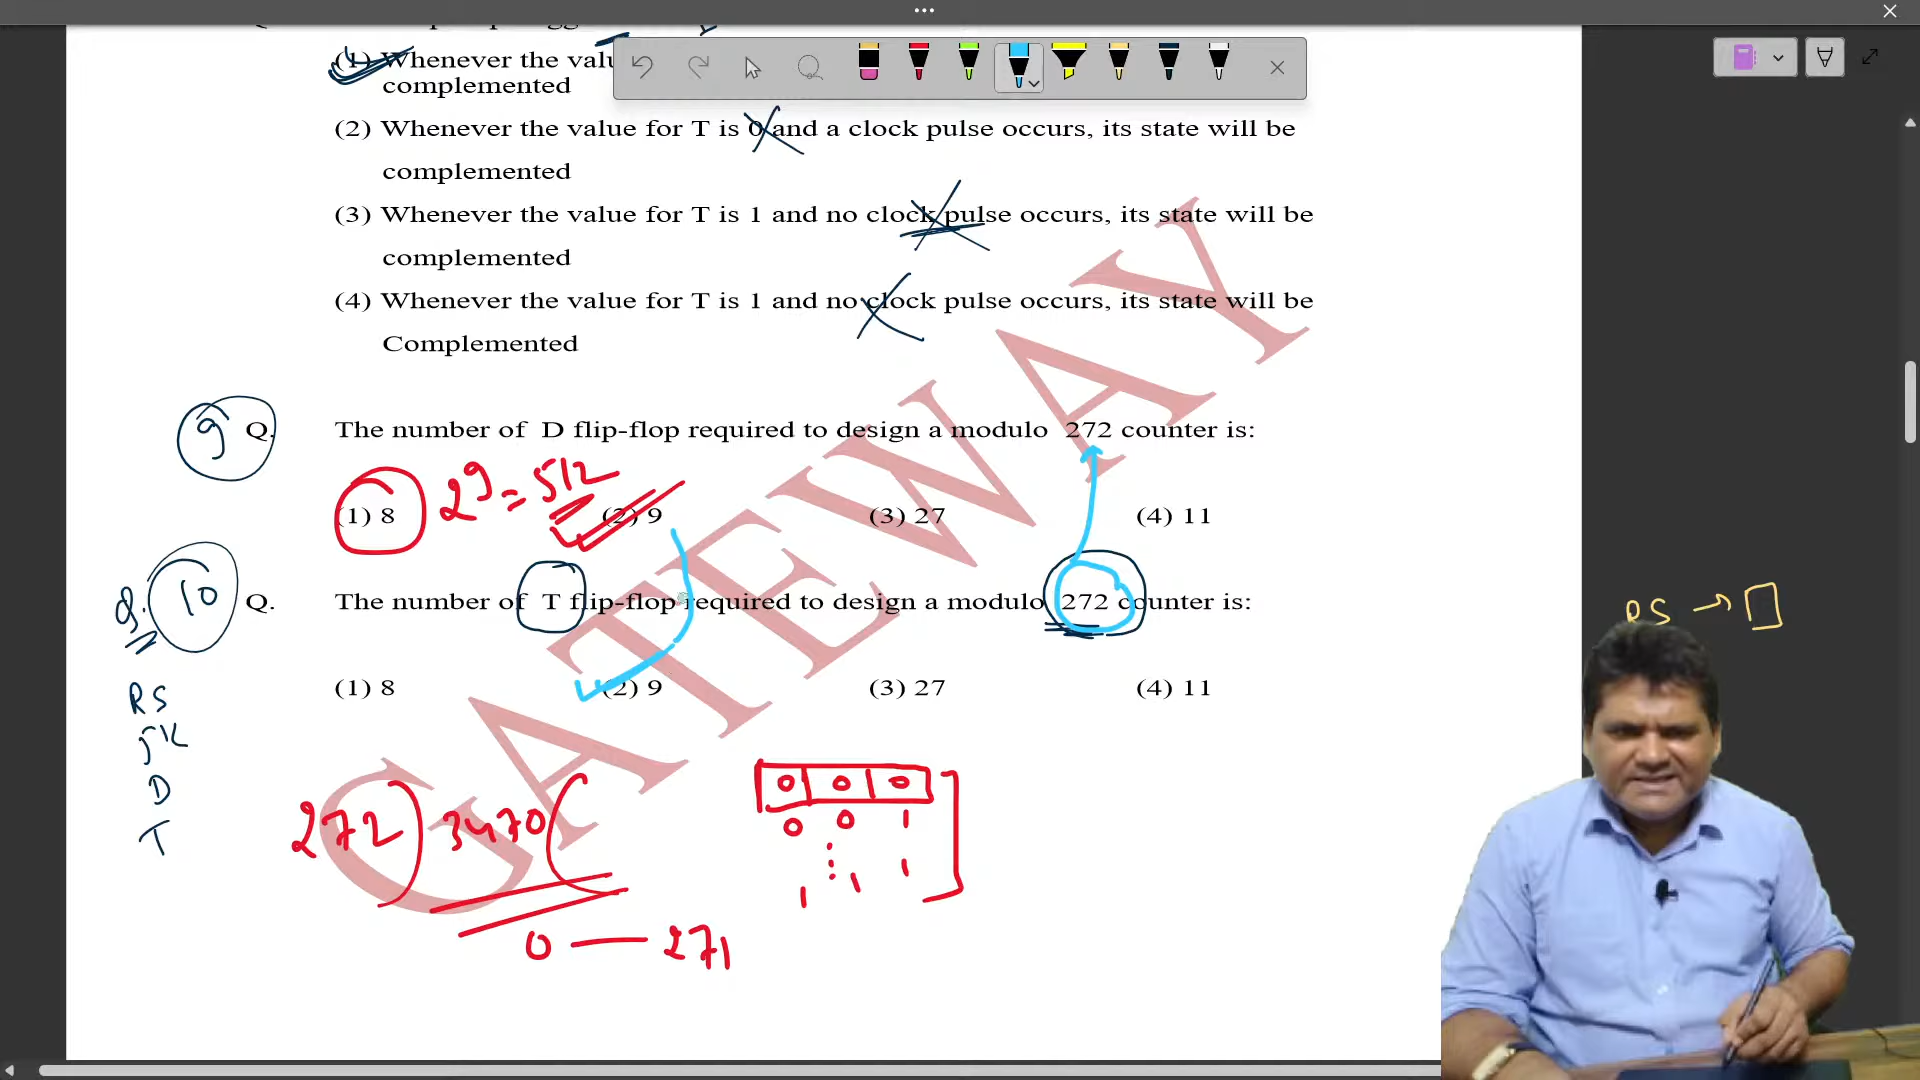 (1) Whenever the valu
complemented
(2) Whenever the value for T is 0 and a clock pulse occurs, its state will be
complemented
(3) Whenever the value for T is 1 and no clock pulse occurs, its state will be
complemented
(4) Whenever the value for T is 1 and no clock pulse occurs, its state will be
Complemented
9 Q. The number of D flip-flop required to design a modulo 272 counter is:
(1) 8 2^9 = 512 (2) 9 (3) 27 (4) 11
Q. 10 Q. The number of T flip-flop required to design a modulo 272 counter is:
RS → 
(1) 8 (2) 9 (3) 27 (4) 11
RS
JK
D
T
272 ) 3470 (
0 — 271
0 0 0
0 0 1
1 1 1
GATEWAY